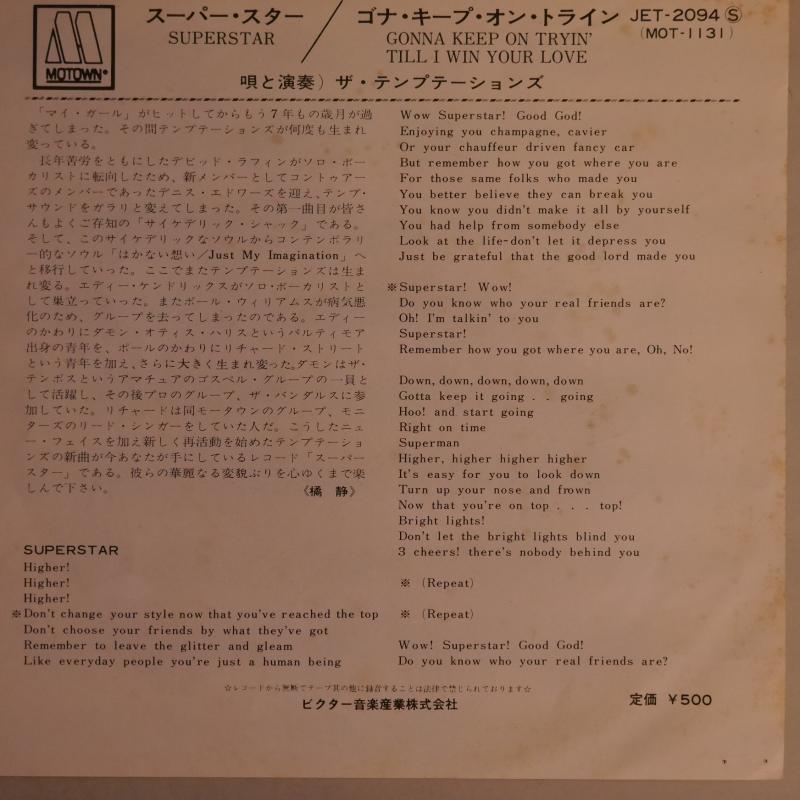 MOTOWN
スーパー・スター
SUPERSTAR
ゴナ・キープ・オン・トライン
GONNA KEEP ON TRYIN'
TILL I WIN YOUR LOVE
JET-2094 Ⓢ
(MOT-1131)
唄と演奏) ザ・テンプテーションズ
「マイ・ガール」がヒットしてからもう7年もの歳月が過
ぎてしまった。その間テンプテーションズが何度も生まれ
変っている。
長年苦労をともにしたデビッド・ラフィンがソロ・ボー
カリストに転向したため、新メンバーとしてコントゥアー
ズのメンバーであったデニス・エドワーズを迎え、テンプ・
サウンドをガラリと変えてしまった。その第一曲目が皆さ
んもよくご存知の「サイケデリック・シャック」である。
そして、このサイケデリックなソウルからコンテンポラリ
ー的なソウル「はかない想い/Just My Imagination」へ
と移行していった。ここでまたテンプテーションズは生ま
れ変る。エディー・ケンドリックスがソロ・ボーカリストと
して巣立っていった。またポール・ウィリアムスが病気悪
化のため、グループを去ってしまったのである。エディー
のかわりにダモン・オティス・ハリスというバルティモア
出身の青年を、ポールのかわりにリチャード・ストリート
という青年を加え、さらに大きく生まれ変った。ダモンはザ・
テンポスというアマチュアのゴスペル・グループの一員と
して活躍し、その後プロのグループ、ザ・バンダルスに参
加していた。リチャードは同モータウンのグループ、モニ
ターズのリード・シンガーをしていた人だ。こうしたニュ
ー・フェイスを加え新しく再活動を始めたテンプテーショ
ンズの新曲が今あなたが手にしているレコード「スーパー
スター」である。彼らの華麗なる変貌ぶりを心ゆくまで楽
しんで下さい。
《橘 静》
SUPERSTAR
Higher!
Higher!
Higher!
※Don't change your style now that you've reached the top
Don't choose your friends by what they've got
Remember to leave the glitter and gleam
Like everyday people you're just a human being
Wow Superstar! Good God!
Enjoying you champagne, cavier
Or your chauffeur driven fancy car
But remember how you got where you are
For those same folks who made you
You better believe they can break you
You know you didn't make it all by yourself
You had help from somebody else
Look at the life-don't let it depress you
Just be grateful that the good lord made you
※Superstar! Wow!
Do you know who your real friends are?
Oh! I'm talkin' to you
Superstar!
Remember how you got where you are, Oh, No!
Down, down, down, down, down
Gotta keep it going . . going
Hoo! and start going
Right on time
Superman
Higher, higher higher higher
It's easy for you to look down
Turn up your nose and frown
Now that you're on top . . . top!
Bright lights!
Don't let the bright lights blind you
3 cheers! there's nobody behind you
※ (Repeat)
※ (Repeat)
Wow! Superstar! Good God!
Do you know who your real friends are?
☆レコードから無断でテープ其の他に録音することは法律で禁じられております☆
ビクター音楽産業株式会社
定価 ¥500